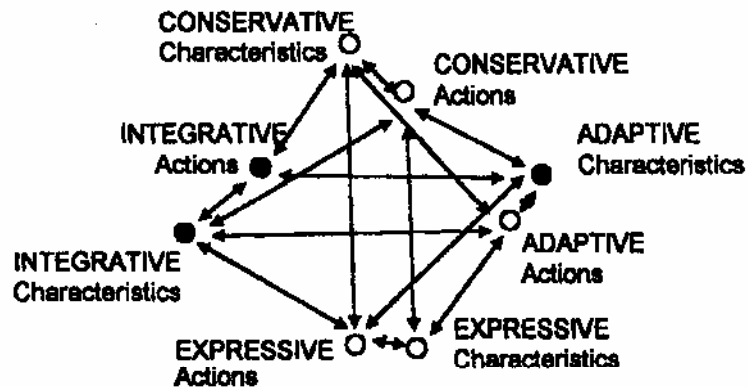 CONSERVATIVE
Characteristics
CONSERVATIVE
Actions
INTEGRATIVE
Actions
ADAPTIVE
Characteristics
INTEGRATIVE
Characteristics
ADAPTIVE
Actions
EXPRESSIVE
Actions
EXPRESSIVE
Characteristics